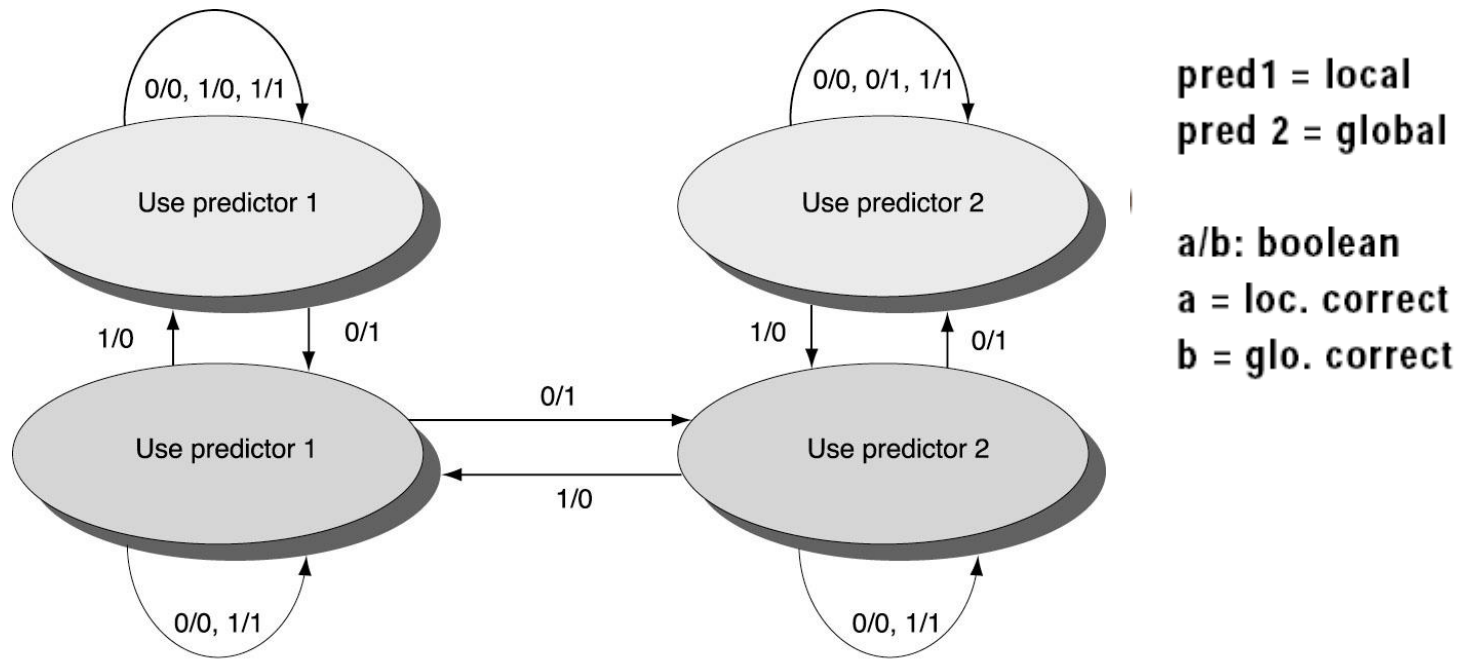 0/0, 1/0, 1/1
0/0, 0/1, 1/1
Use predictor 1
Use predictor 2
1/0
0/1
1/0
0/1
0/1
Use predictor 1
Use predictor 2
1/0
0/0, 1/1
0/0, 1/1
pred1 = local
pred 2 = global
a/b: boolean
a = loc. correct
b = glo. correct